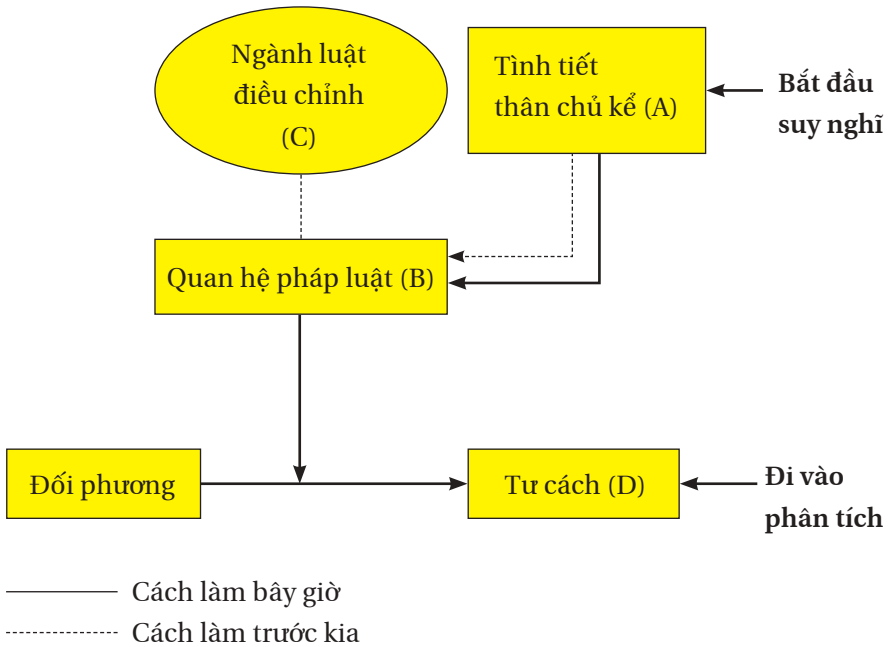 Ngành luật
điều chỉnh
(C)
Tình tiết
thân chủ kể (A)
Bắt đầu
suy nghĩ
Quan hệ pháp luật (B)
Đối phương
Tư cách (D)
Đi vào
phân tích
Cách làm bây giờ
Cách làm trước kia